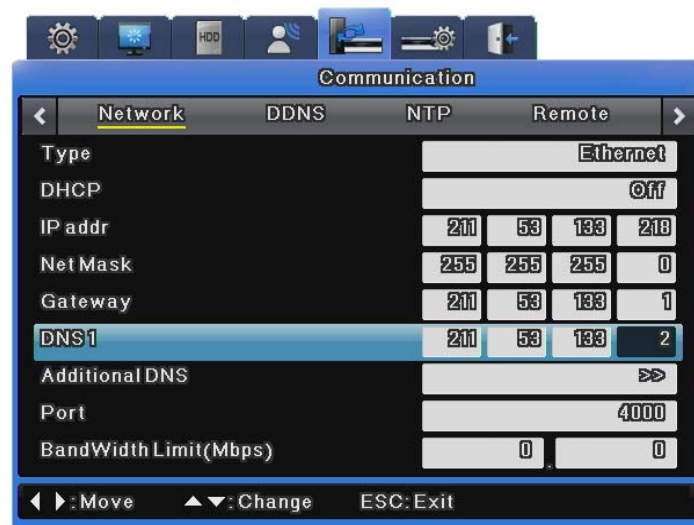 HDD
Communication
Network DDNS NTP Remote
Type Ethernet
DHCP Off
IP addr 211 53 133 218
Net Mask 255 255 255 0
Gateway 211 53 133 1
DNS 1 211 53 133 2
Additional DNS >>
Port 4000
BandWidth Limit(Mbps) 0 . 0
◀ ▶:Move ▲▼:Change ESC:Exit